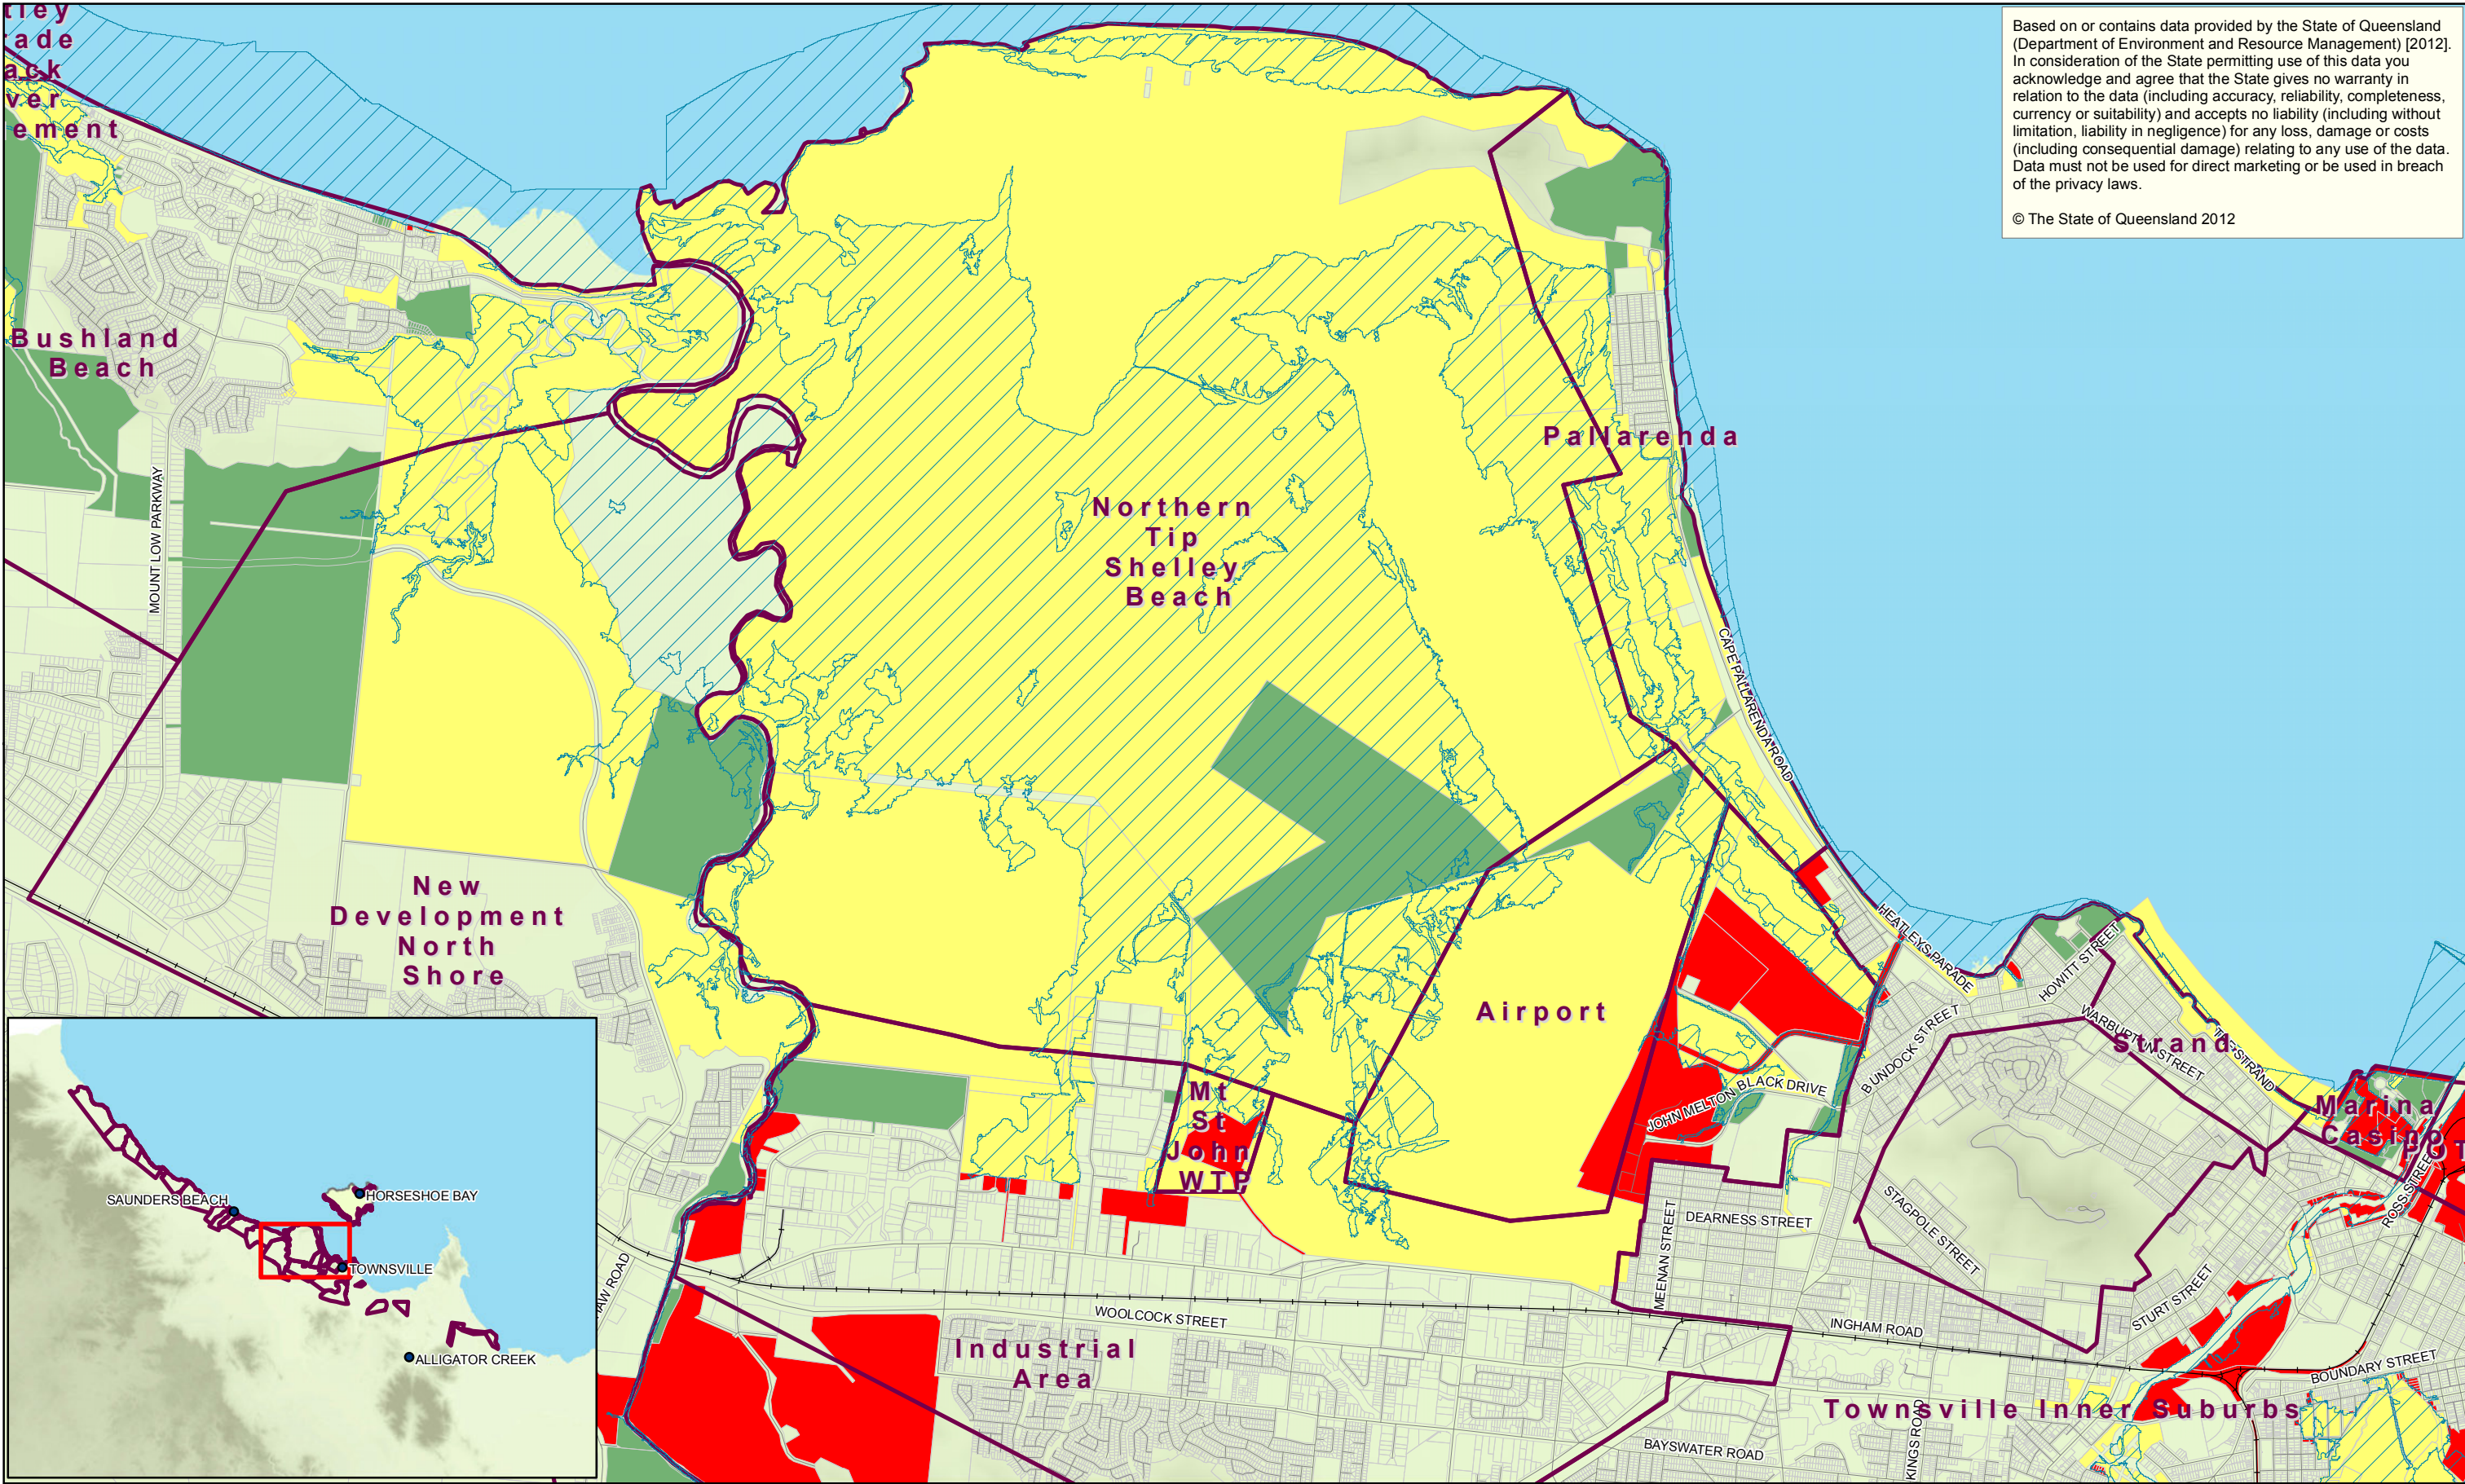 tley
rade
ack
ver
ement
Based on or contains data provided by the State of Queensland
(Department of Environment and Resource Management) [2012].
In consideration of the State permitting use of this data you
acknowledge and agree that the State gives no warranty in
relation to the data (including accuracy, reliability, completeness,
currency or suitability) and accepts no liability (including without
limitation, liability in negligence) for any loss, damage or costs
(including consequential damage) relating to any use of the data.
Data must not be used for direct marketing or be used in breach
of the privacy laws.
© The State of Queensland 2012
Bushland
Beach
MOUNT LOW PARKWAY
Pallarenda
Northern
Tip
Shelley
Beach
CAPE PALLARENDA ROAD
New
Development
North
Shore
Airport
HEATLEYS PARADE
HOWITT STREET
BUNDOCK STREET
WARBURTON STREET
Strand
THE STRAND
Mt
St
John
WTP
JOHN MELTON BLACK DRIVE
Marina
Casino
POT
ROSS STREET
SAUNDERS BEACH
HORSESHOE BAY
TOWNSVILLE
ALLIGATOR CREEK
HAW ROAD
MEENAN STREET
DEARNESS STREET
STAGPOLE STREET
STURT STREET
WOOLCOCK STREET
INGHAM ROAD
Industrial
Area
BOUNDARY STREET
Townsville Inner Suburbs
KINGS ROAD
BAYSWATER ROAD